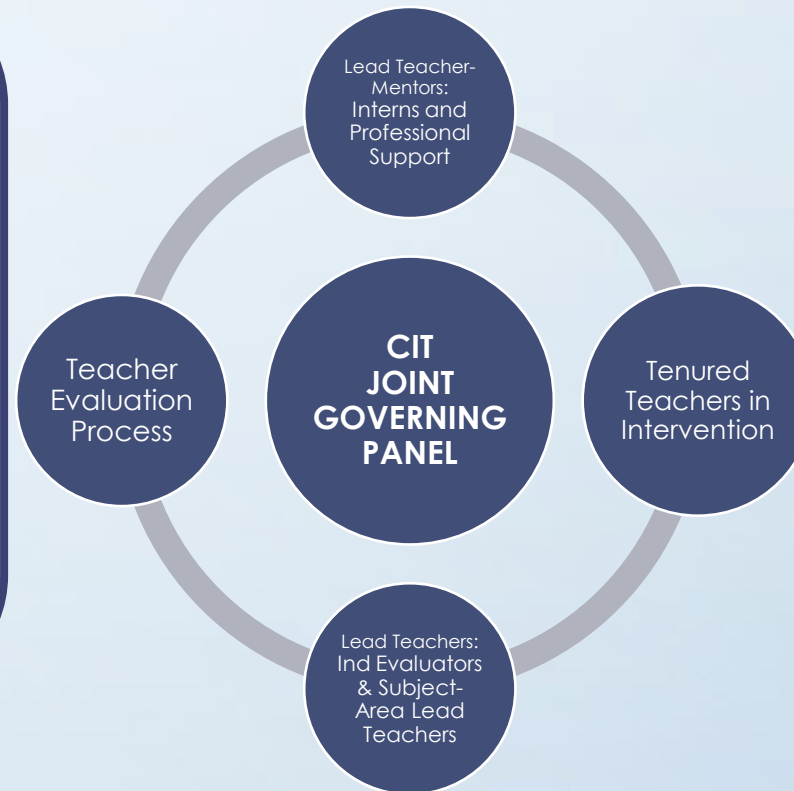 Lead Teacher-
Mentors:
Interns and
Professional
Support
Teacher
Evaluation
Process
CIT
JOINT
GOVERNING
PANEL
Tenured
Teachers in
Intervention
Lead Teachers:
Ind Evaluators
& Subject-
Area Lead
Teachers